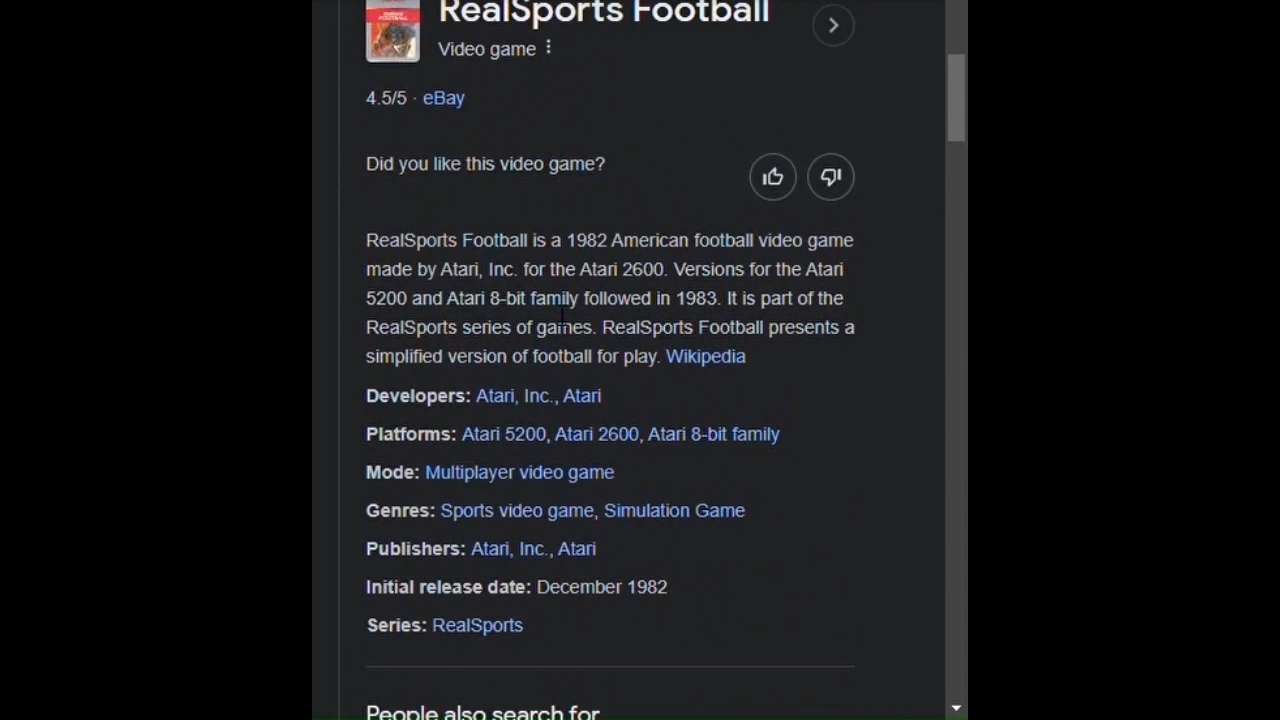 RealSports Football
Video game
4.5/5 · eBay
Did you like this video game?
RealSports Football is a 1982 American football video game
made by Atari, Inc. for the Atari 2600. Versions for the Atari
5200 and Atari 8-bit family followed in 1983. It is part of the
RealSports series of games. RealSports Football presents a
simplified version of football for play. Wikipedia
Developers: Atari, Inc., Atari
Platforms: Atari 5200, Atari 2600, Atari 8-bit family
Mode: Multiplayer video game
Genres: Sports video game, Simulation Game
Publishers: Atari, Inc., Atari
Initial release date: December 1982
Series: RealSports
People also search for